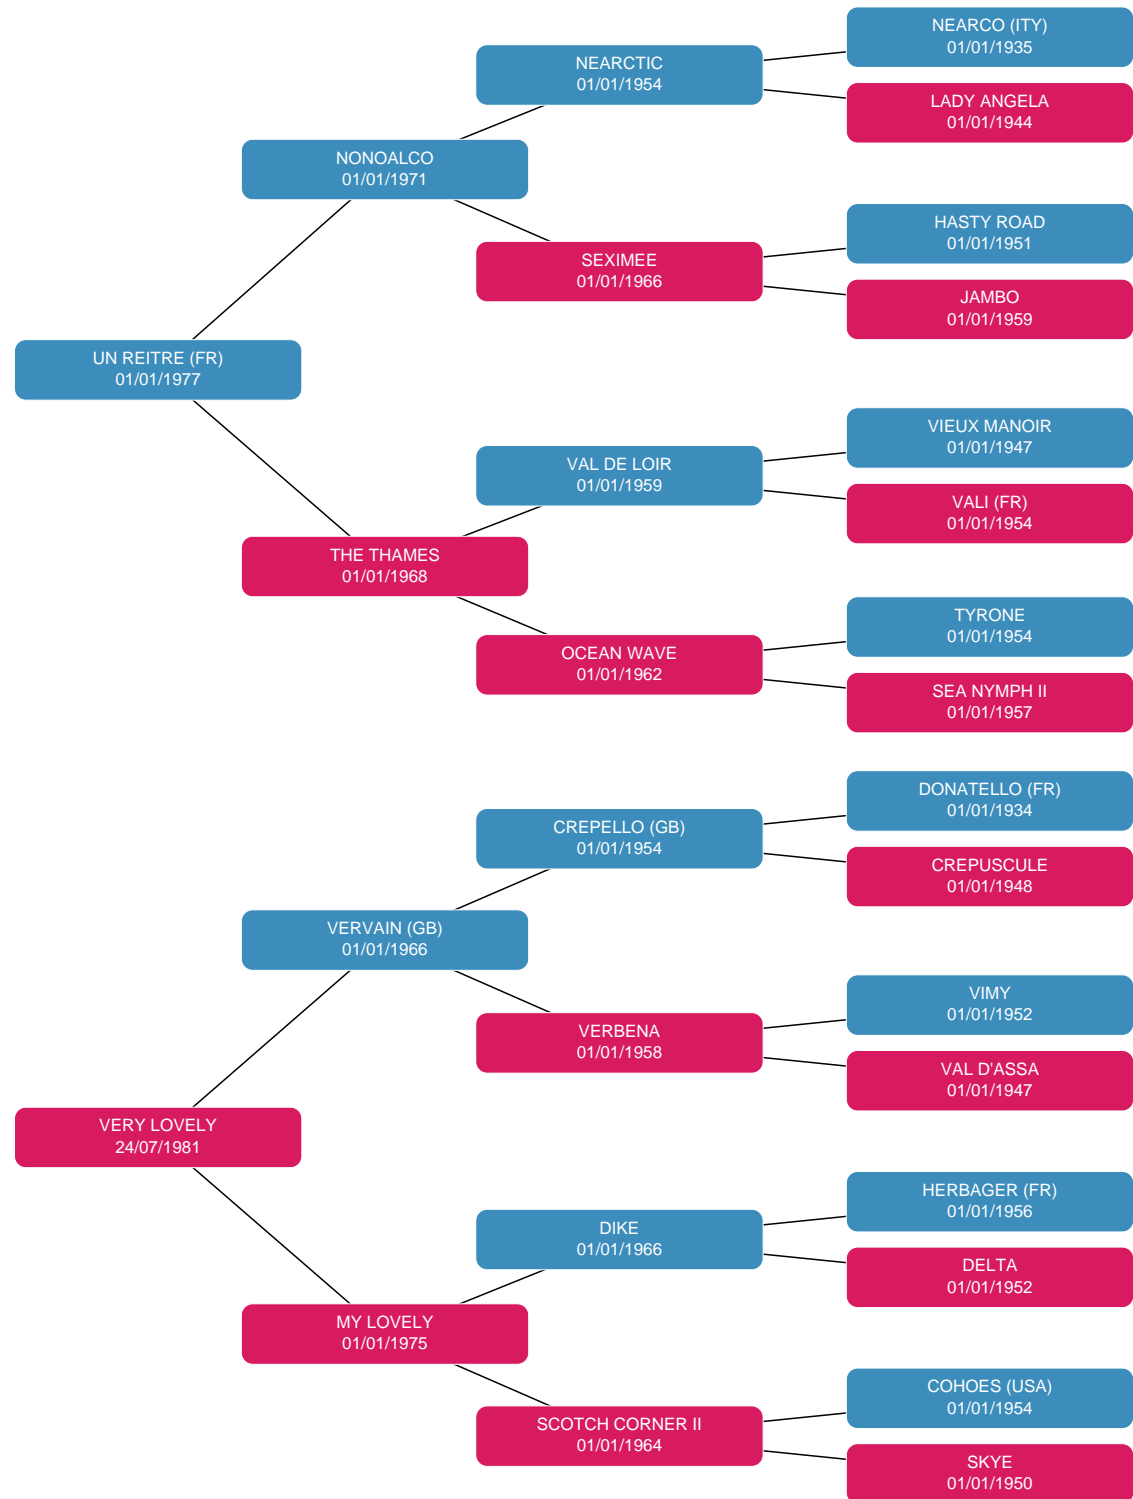 NEARCO (ITY)
01/01/1935
NEARCTIC
01/01/1954
LADY ANGELA
01/01/1944
NONOALCO
01/01/1971
HASTY ROAD
01/01/1951
SEXIMEE
01/01/1966
JAMBO
01/01/1959
UN REITRE (FR)
01/01/1977
VIEUX MANOIR
01/01/1947
VAL DE LOIR
01/01/1959
VALI (FR)
01/01/1954
THE THAMES
01/01/1968
TYRONE
01/01/1954
OCEAN WAVE
01/01/1962
SEA NYMPH II
01/01/1957
DONATELLO (FR)
01/01/1934
CREPELLO (GB)
01/01/1954
CREPUSCULE
01/01/1948
VERVAIN (GB)
01/01/1966
VIMY
01/01/1952
VERBENA
01/01/1958
VAL D'ASSA
01/01/1947
VERY LOVELY
24/07/1981
HERBAGER (FR)
01/01/1956
DIKE
01/01/1966
DELTA
01/01/1952
MY LOVELY
01/01/1975
COHOES (USA)
01/01/1954
SCOTCH CORNER II
01/01/1964
SKYE
01/01/1950